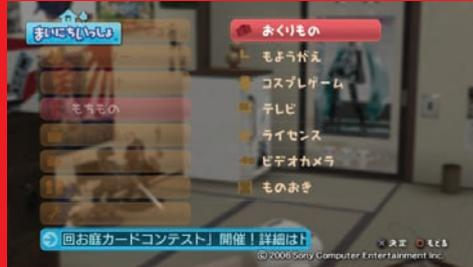 まいにちいっしょ
おくりもの
もようがえ
コスプレゲーム
もちもの
テレビ
ライセンス
ビデオカメラ
ものおき
回お庭カードコンテスト」開催！詳細は
× 決定 □ もどる
© 2006 Sony Computer Entertainment Inc.